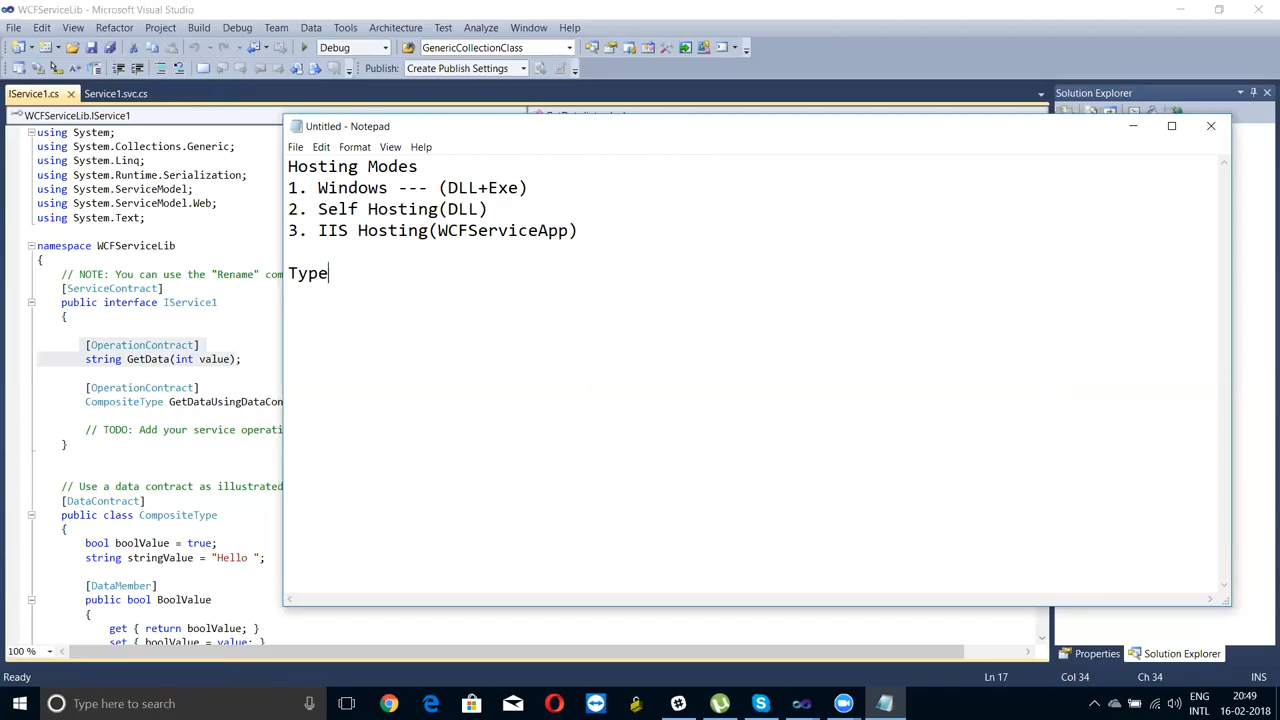 WCFServiceLib - Microsoft Visual Studio
File Edit View Refactor Project Build Debug Team Data Tools Architecture Test Analyze Window Help
Debug GenericCollectionClass
Publish: Create Publish Settings
IService1.cs Service1.svc.cs
Solution Explorer
WCFServiceLib.IService1
using System;
using System.Collections.Generic;
using System.Linq;
using System.Runtime.Serialization;
using System.ServiceModel;
using System.ServiceModel.Web;
using System.Text;
namespace WCFServiceLib
{
// NOTE: You can use the "Rename" com
[ServiceContract]
public interface IService1
{
[OperationContract]
string GetData(int value);
[OperationContract]
CompositeType GetDataUsingDataCon
// TODO: Add your service operati
}
// Use a data contract as illustrated
[DataContract]
public class CompositeType
{
bool boolValue = true;
string stringValue = "Hello ";
[DataMember]
public bool BoolValue
{
get { return boolValue; }
set { boolValue = value; }
100 %
Untitled - Notepad
File Edit Format View Help
Hosting Modes
1. Windows --- (DLL+Exe)
2. Self Hosting(DLL)
3. IIS Hosting(WCFServiceApp)
Type
Properties Solution Explorer
Ready Ln 17 Col 34 Ch 34 INS
Type here to search
ENG
INTL
20:49
16-02-2018